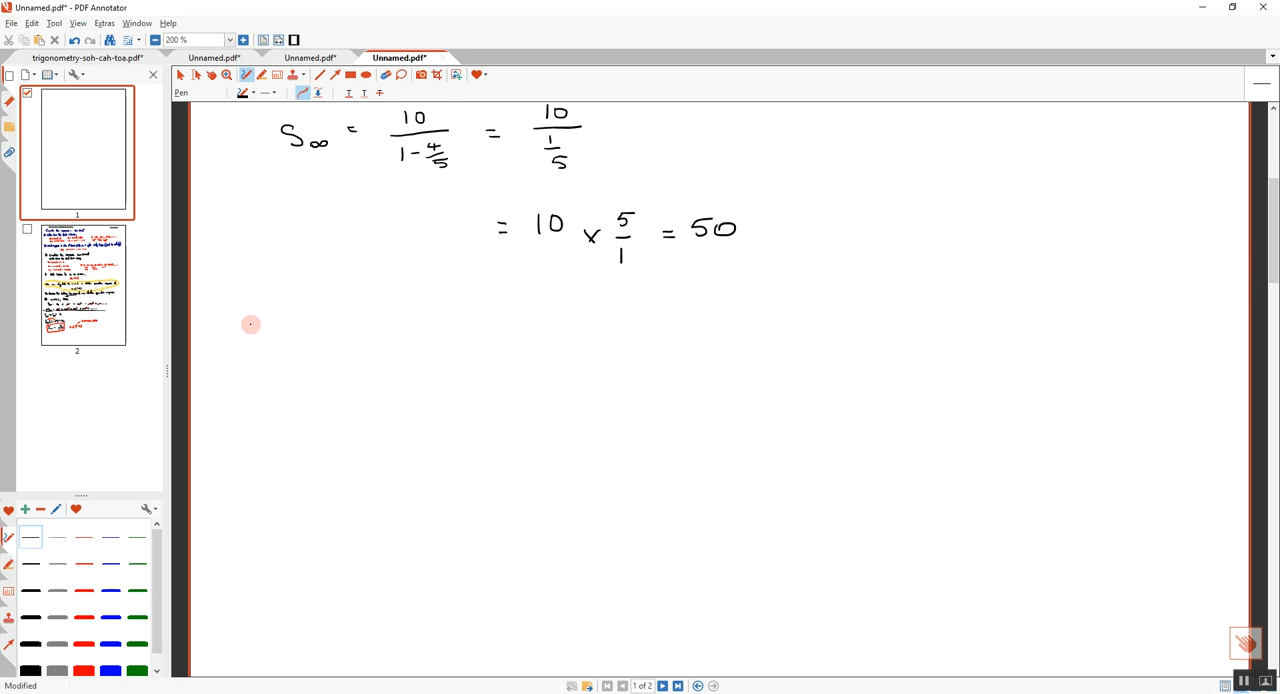 Unnamed.pdf* - PDF Annotator
File Edit Tool View Extras Window Help
200 %
trigonometry-soh-cah-toa.pdf* Unnamed.pdf* Unnamed.pdf* Unnamed.pdf*
Pen
S∞ = 10/(1 - 4/5) = 10/(1/5)
= 10 × 5/1 = 50
1
2
Modified
1 of 2